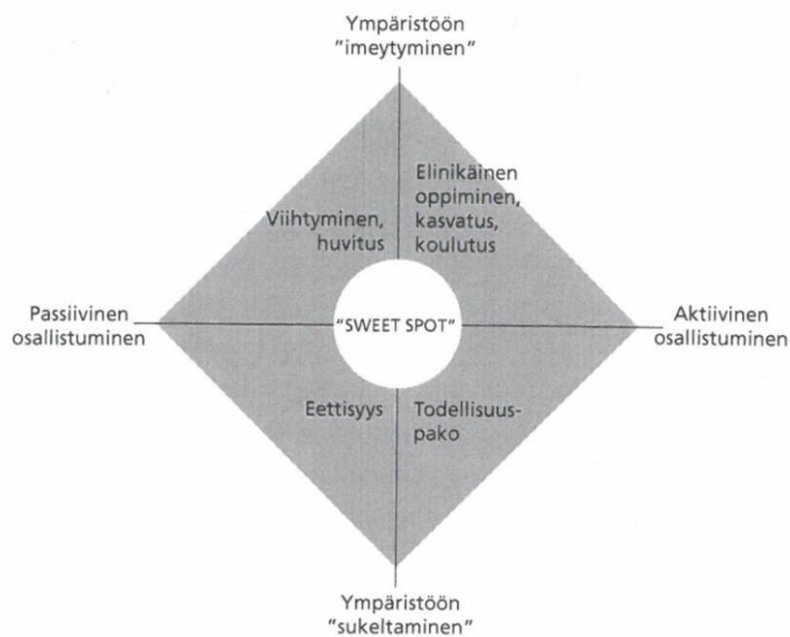 Ympäristöön
"imeytyminen"
Elinikäinen
oppiminen,
kasvatus,
koulutus
Viihtyminen,
huvitus
Passiivinen
osallistuminen
"SWEET SPOT"
Aktiivinen
osallistuminen
Eettisyys
Todellisuus-
pako
Ympäristöön
"sukeltaminen"